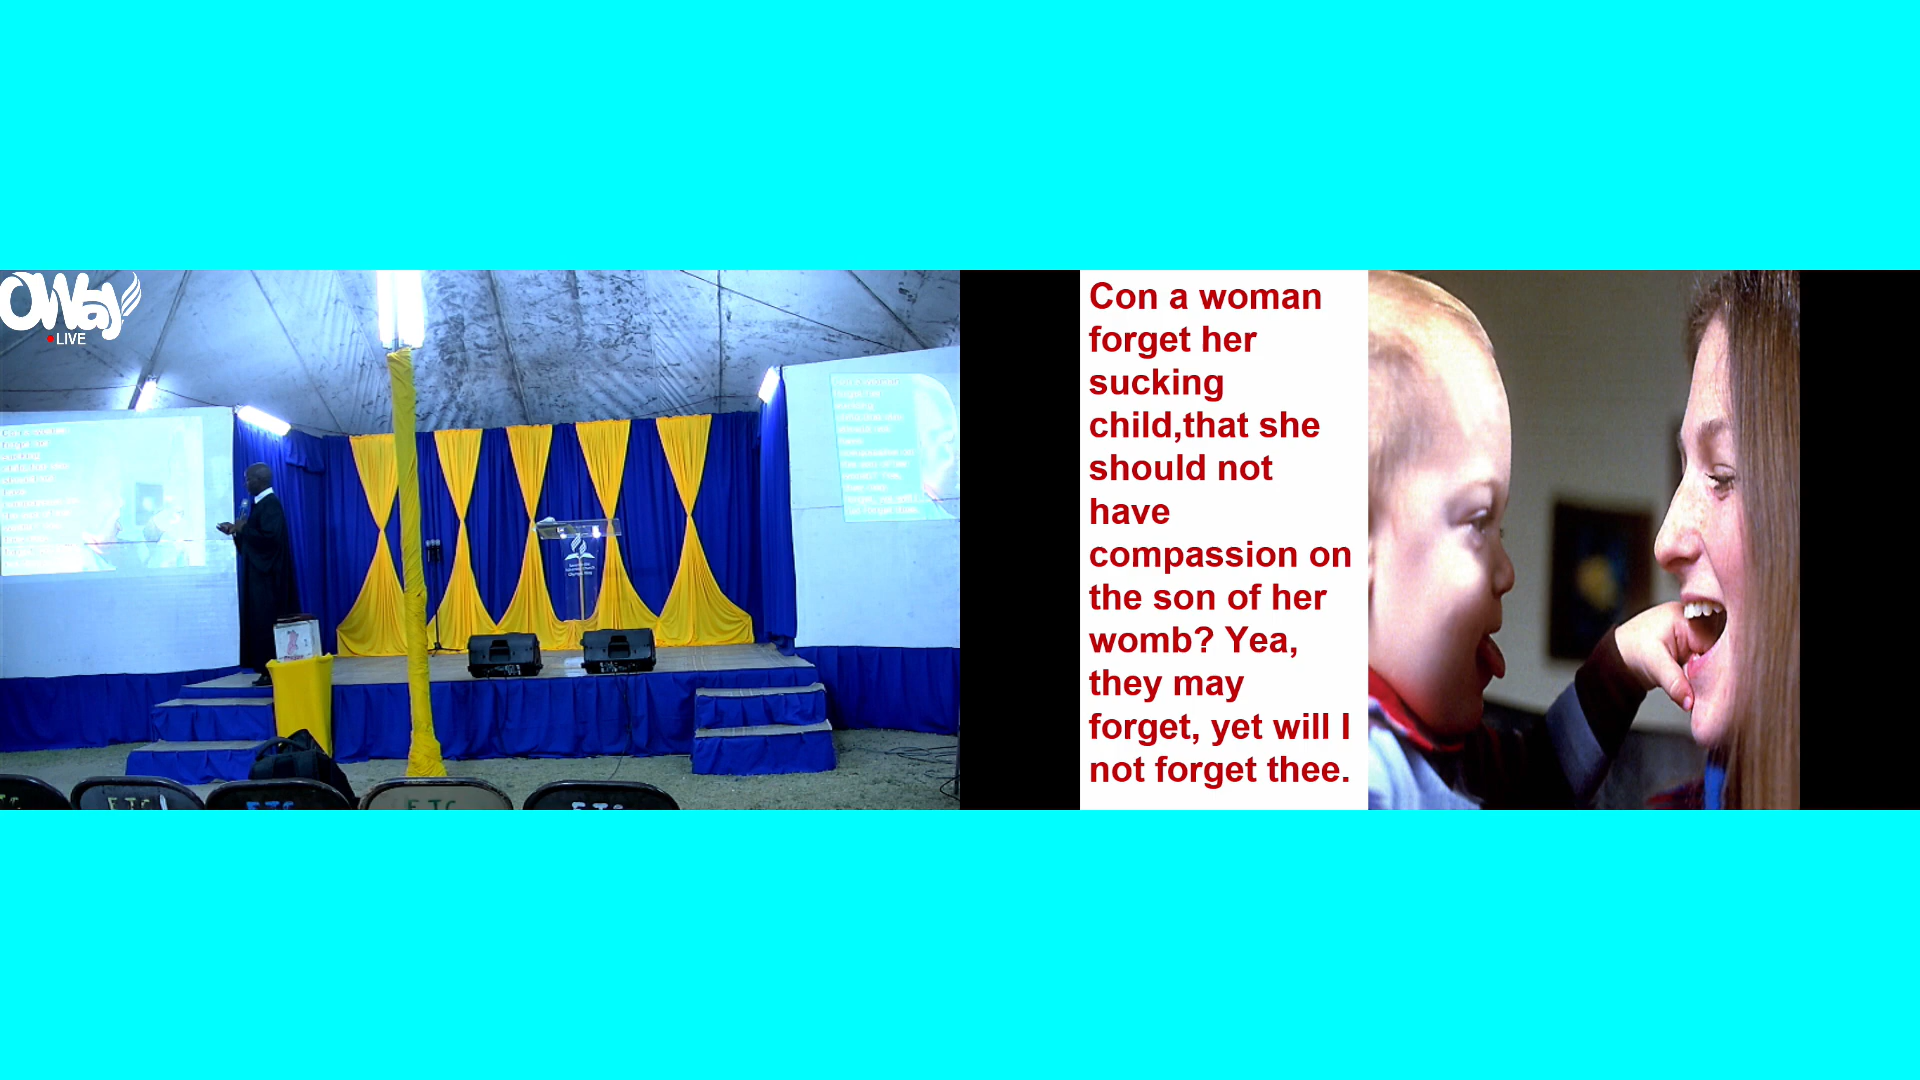 OWay
LIVE
Con a woman
forget her
sucking
child,that she
should not
have
compassion on
the son of her
womb? Yea,
they may
forget, yet will I
not forget thee.